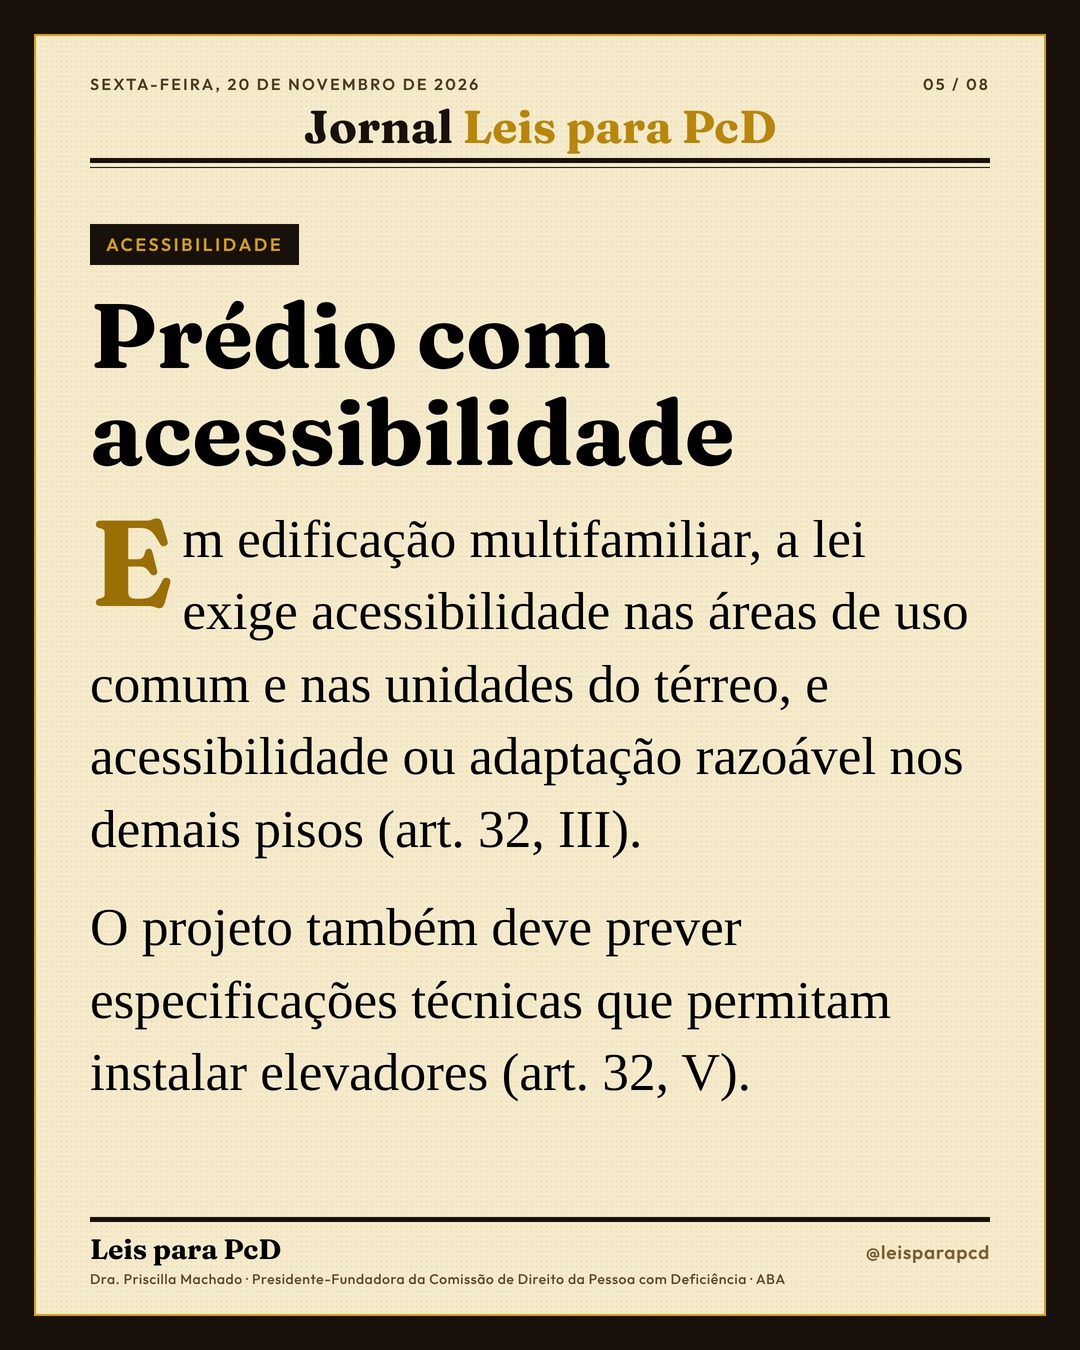 SEXTA-FEIRA, 20 DE NOVEMBRO DE 2026
05 / 08
Jornal Leis para PcD
ACESSIBILIDADE
Prédio com
acessibilidade
Em edificação multifamiliar, a lei
exige acessibilidade nas áreas de uso
comum e nas unidades do térreo, e
acessibilidade ou adaptação razoável nos
demais pisos (art. 32, III).
O projeto também deve prever
especificações técnicas que permitam
instalar elevadores (art. 32, V).
Leis para PcD
@leisparapcd
Dra. Priscilla Machado · Presidente-Fundadora da Comissão de Direito da Pessoa com Deficiência · ABA